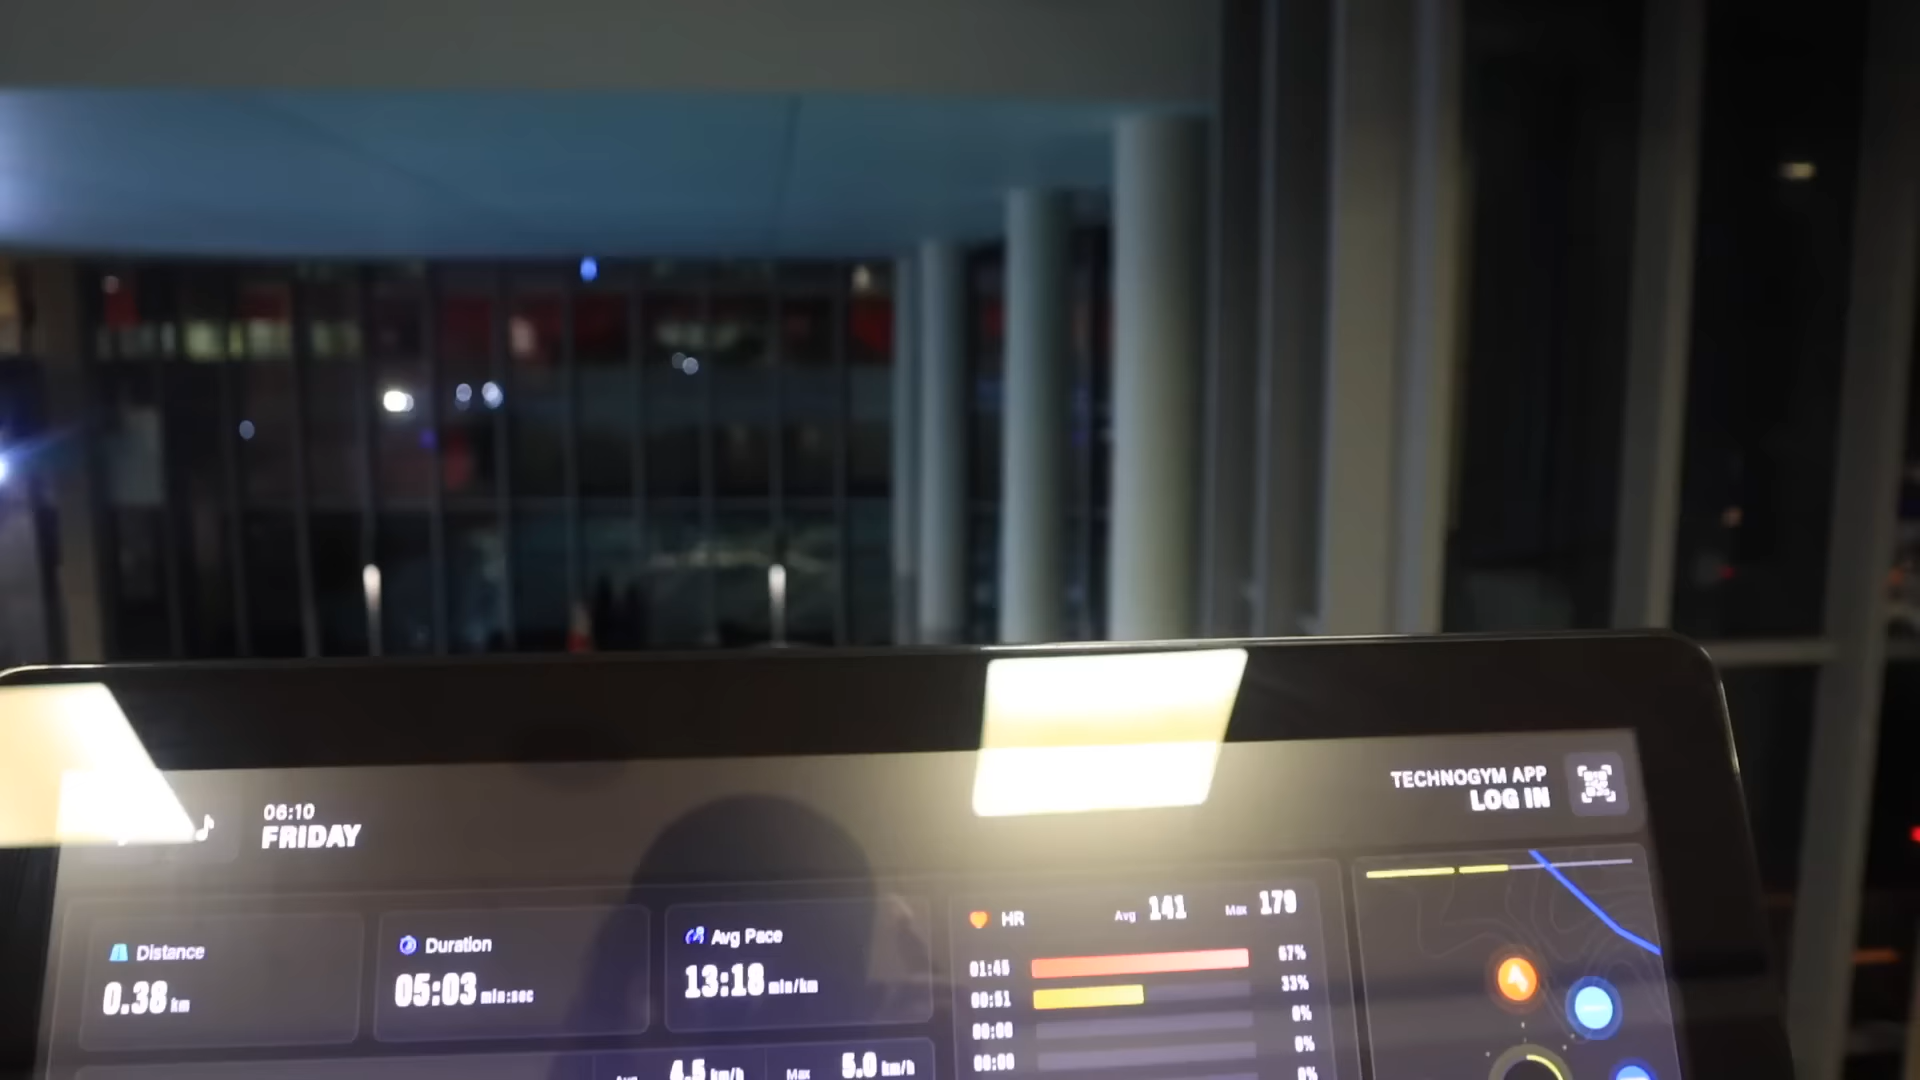 06:10
FRIDAY
TECHNOGYM APP
LOG IN
Distance
0.38 km
Duration
05:03 min:sec
Avg Pace
13:18 min/km
Avg 4.5 km/h Max 5.0 km/h
HR Avg 141 Max 179
01:45 67%
00:51 33%
00:00 0%
00:00 0%
0%